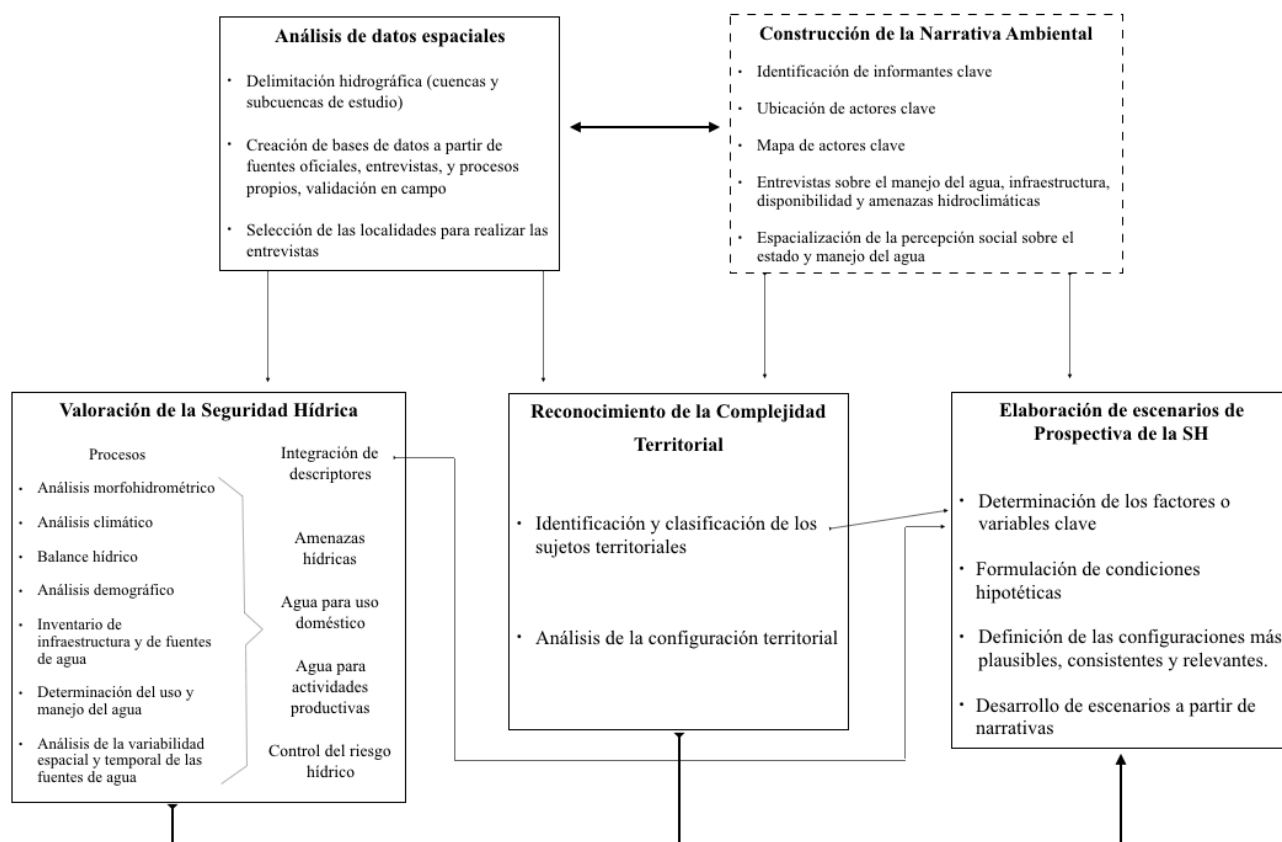 Análisis de datos espaciales
· Delimitación hidrográfica (cuencas y
subcuencas de estudio)
· Creación de bases de datos a partir de
fuentes oficiales, entrevistas, y procesos
propios, validación en campo
· Selección de las localidades para realizar las
entrevistas
Construcción de la Narrativa Ambiental
· Identificación de informantes clave
· Ubicación de actores clave
· Mapa de actores clave
· Entrevistas sobre el manejo del agua, infraestructura,
disponibilidad y amenazas hidroclimáticas
· Espacialización de la percepción social sobre el
estado y manejo del agua
Valoración de la Seguridad Hídrica
Procesos
· Análisis morfohidrométrico
· Análisis climático
· Balance hídrico
· Análisis demográfico
· Inventario de
infraestructura y de fuentes
de agua
· Determinación del uso y
manejo del agua
· Análisis de la variabilidad
espacial y temporal de las
fuentes de agua
Integración de
descriptores
Amenazas
hídricas
Agua para uso
doméstico
Agua para
actividades
productivas
Control del riesgo
hídrico
Reconocimiento de la Complejidad
Territorial
· Identificación y clasificación de los
sujetos territoriales
· Análisis de la configuración territorial
Elaboración de escenarios de
Prospectiva de la SH
· Determinación de los factores o
variables clave
· Formulación de condiciones
hipotéticas
· Definición de las configuraciones más
plausibles, consistentes y relevantes.
· Desarrollo de escenarios a partir de
narrativas